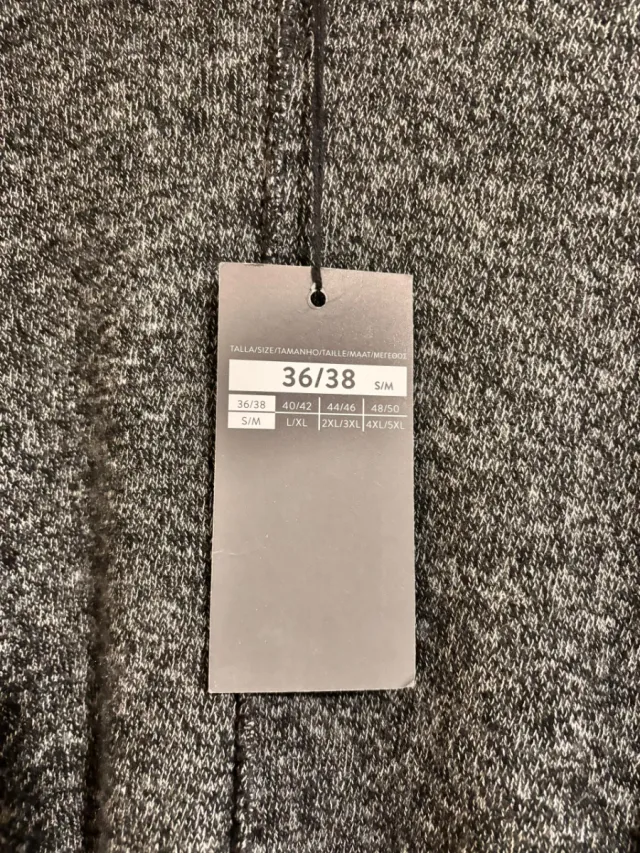 TALLA/SIZE/TAMANHO/TAILLE/MAAT/ΜΕΓΕΘΟΣ
36/38 S/M
36/38 40/42 44/46 48/50
S/M L/XL 2XL/3XL 4XL/5XL